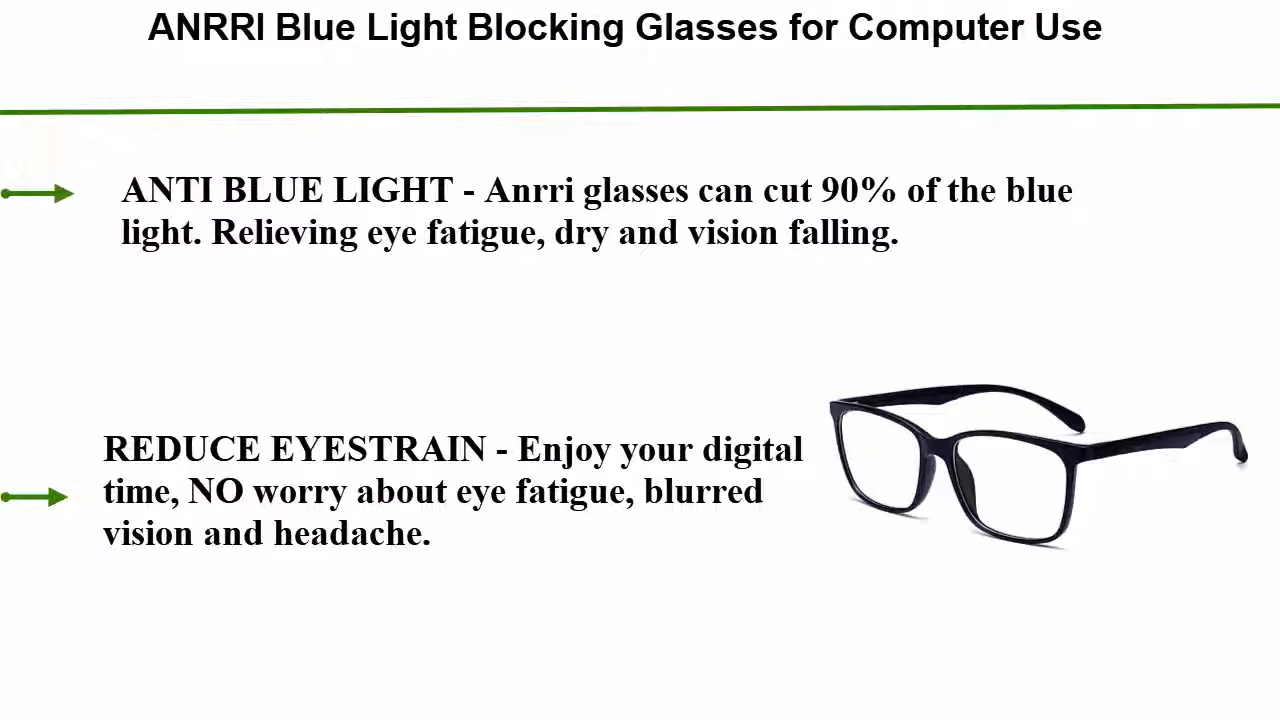 ANRRI Blue Light Blocking Glasses for Computer Use
ANTI BLUE LIGHT - Anrri glasses can cut 90% of the blue
light. Relieving eye fatigue, dry and vision falling.
REDUCE EYESTRAIN - Enjoy your digital
time, NO worry about eye fatigue, blurred
vision and headache.